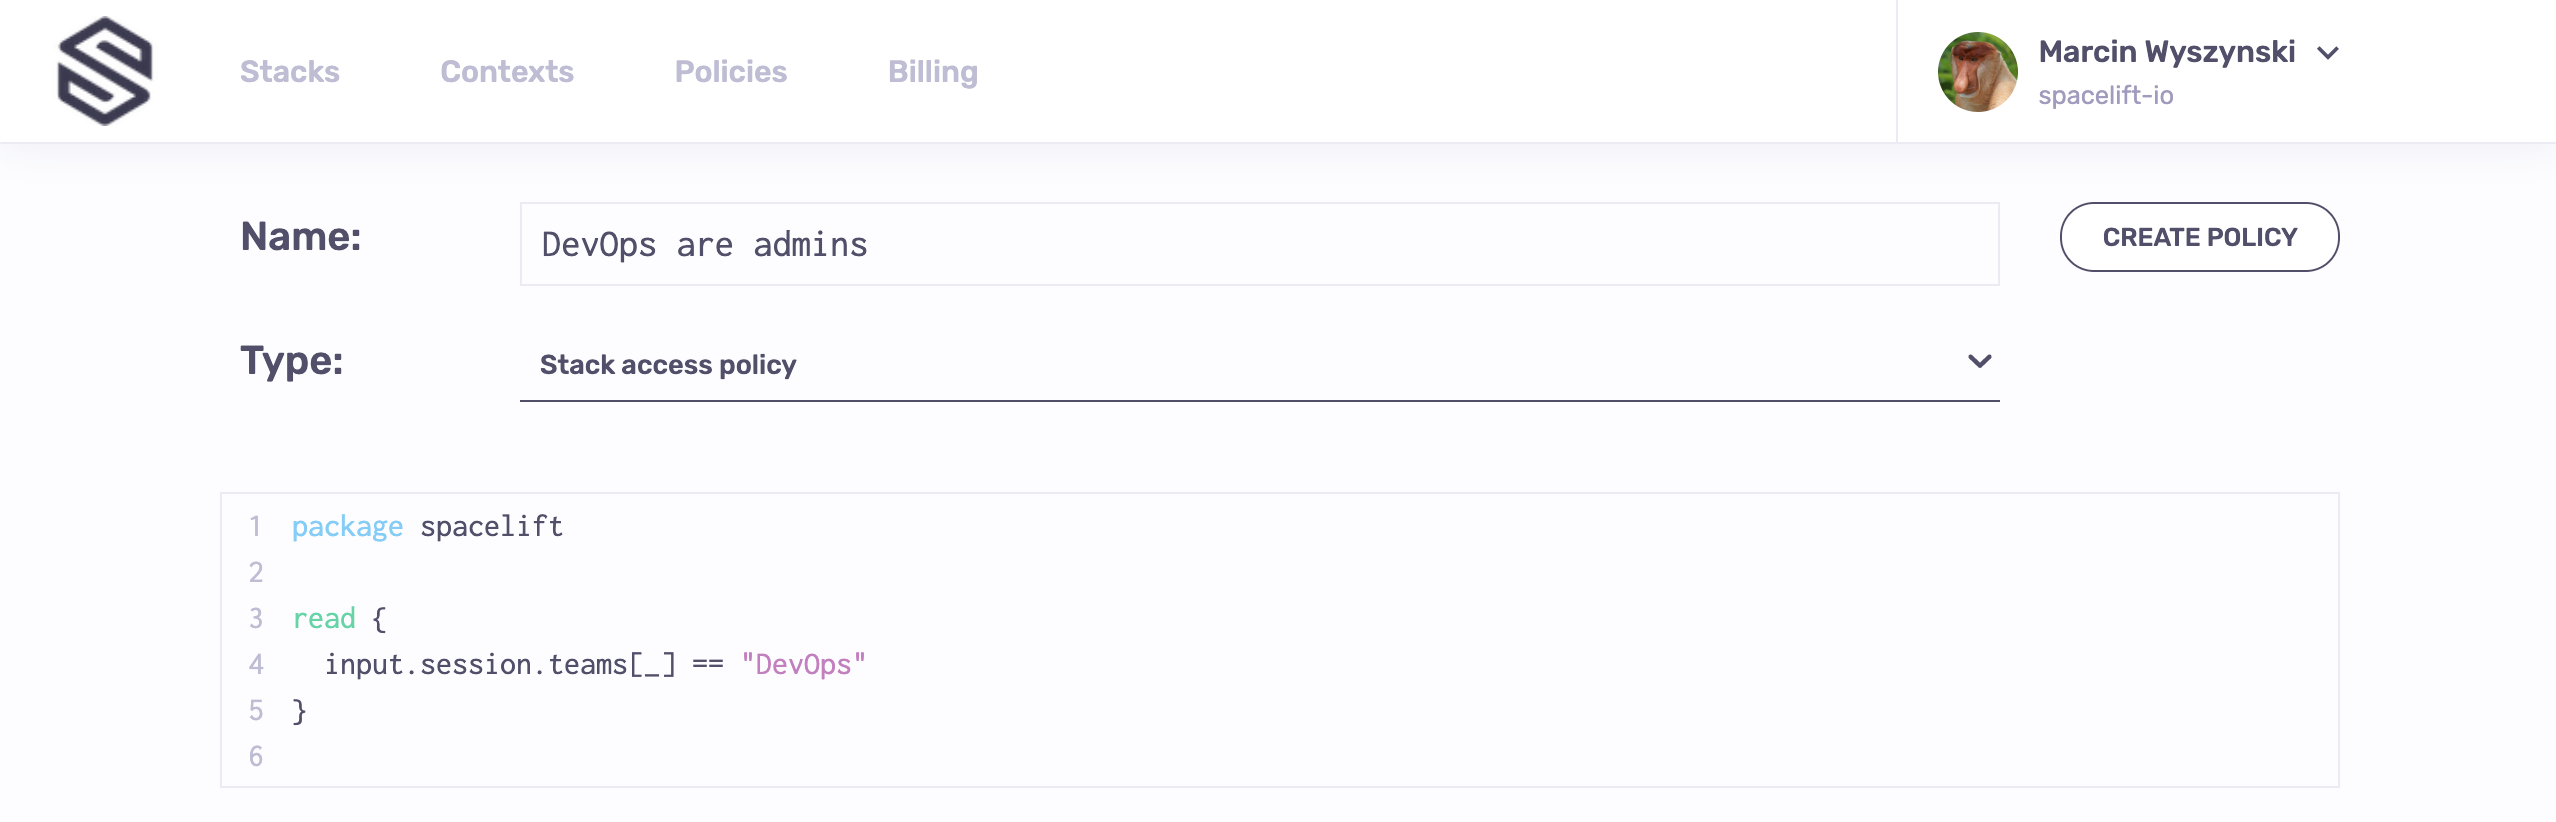 Stacks Contexts Policies Billing
Marcin Wyszynski
spacelift-io
Name:
DevOps are admins
CREATE POLICY
Type:
Stack access policy
1 package spacelift
2
3 read {
4   input.session.teams[_] == "DevOps"
5 }
6